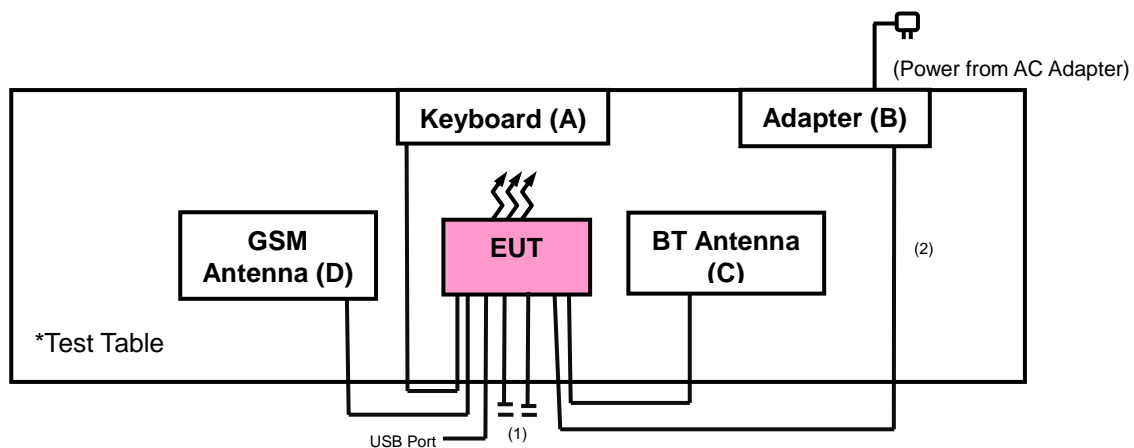 (Power from AC Adapter)
Keyboard (A)
Adapter (B)
GSM
Antenna (D)
EUT
BT Antenna
(C)
(2)
*Test Table
(1)
USB Port